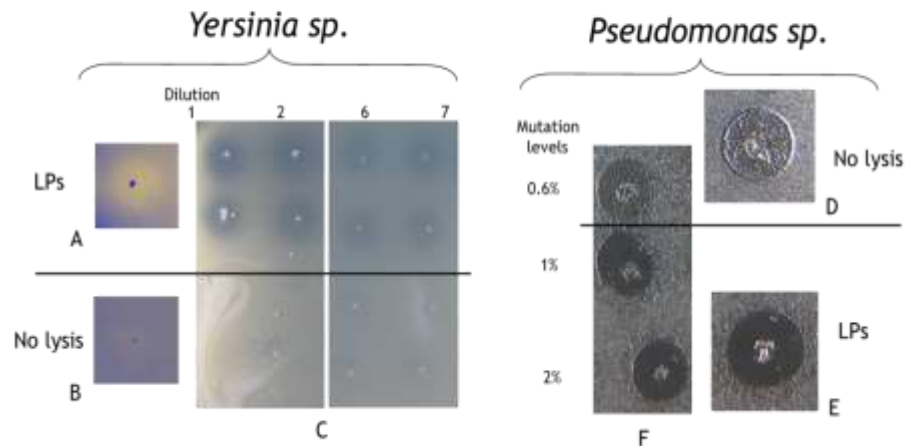 Yersinia sp.
Dilution
1 2 6 7
LPs
A
No lysis
B
C
Pseudomonas sp.
Mutation
levels
0.6%
No lysis
D
1%
LPs
2%
E
F